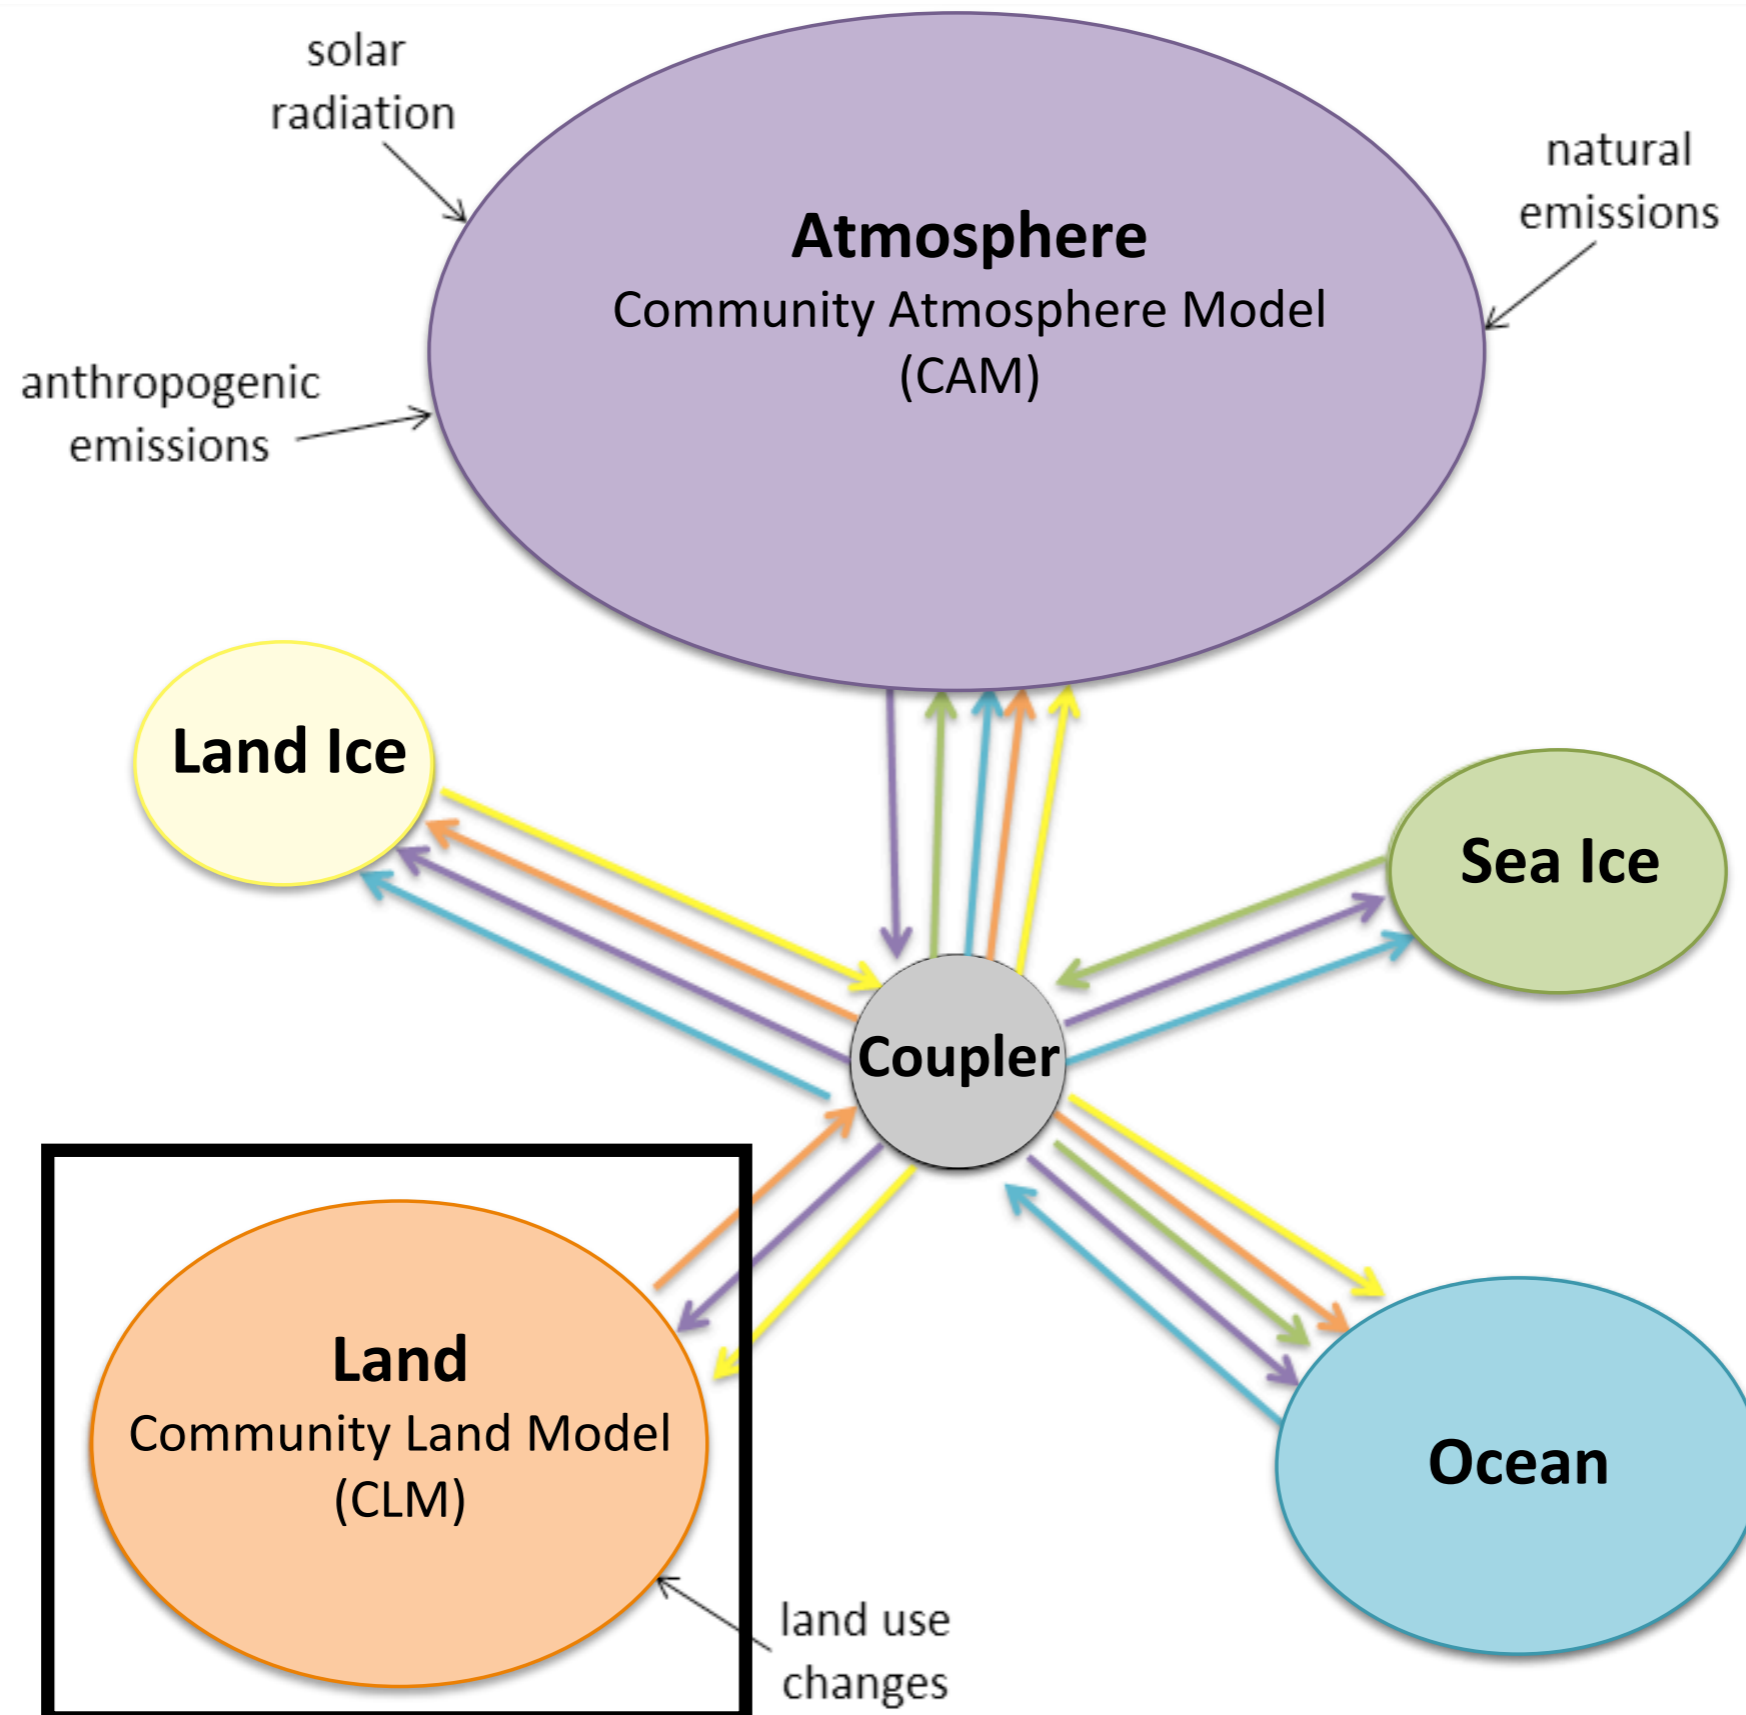 solar
radiation
natural
emissions
Atmosphere
Community Atmosphere Model
(CAM)
anthropogenic
emissions
Land Ice
Sea Ice
Coupler
Land
Community Land Model
(CLM)
Ocean
land use
changes